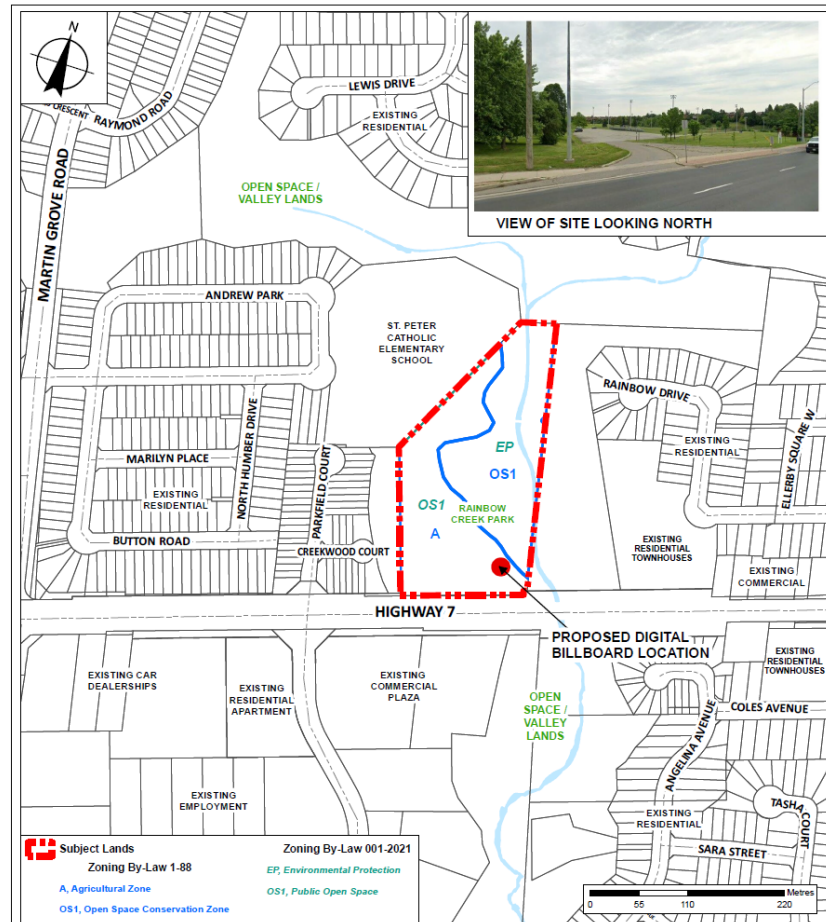 N
LEWIS DRIVE
EXISTING
RESIDENTIAL
CRESCENT
RAYMOND ROAD
MARTIN GROVE ROAD
OPEN SPACE /
VALLEY LANDS
VIEW OF SITE LOOKING NORTH
ANDREW PARK
ST. PETER
CATHOLIC
ELEMENTARY
SCHOOL
RAINBOW DRIVE
EXISTING
RESIDENTIAL
ELLERBY SQUARE W
NORTH HUMBER DRIVE
MARILYN PLACE
EXISTING
RESIDENTIAL
PARKFIELD COURT
BUTTON ROAD
CREEKWOOD COURT
EP
OS1
OS1
A
RAINBOW
CREEK PARK
EXISTING
RESIDENTIAL
TOWNHOUSES
EXISTING
COMMERCIAL
HIGHWAY 7
PROPOSED DIGITAL
BILLBOARD LOCATION
EXISTING CAR
DEALERSHIPS
EXISTING
RESIDENTIAL
APARTMENT
EXISTING
COMMERCIAL
PLAZA
OPEN
SPACE /
VALLEY
LANDS
EXISTING
RESIDENTIAL
TOWNHOUSES
COLES AVENUE
ANGELINA AVENUE
EXISTING
EMPLOYMENT
EXISTING
RESIDENTIAL
TASHA COURT
SARA STREET
Subject Lands
Zoning By-Law 1-88
A, Agricultural Zone
OS1, Open Space Conservation Zone
Zoning By-Law 001-2021
EP, Environmental Protection
OS1, Public Open Space
Metres
0 55 110 220